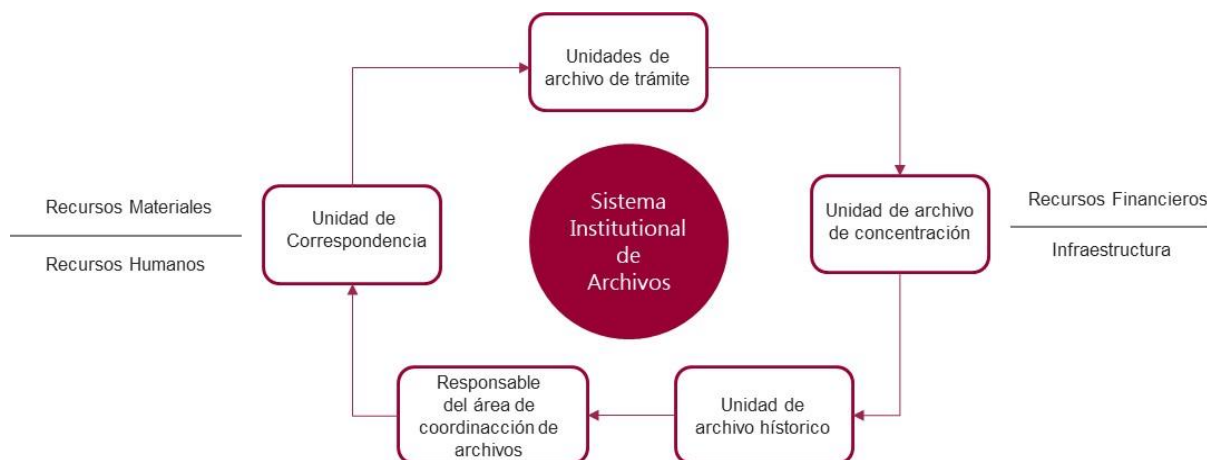 Unidades de
archivo de trámite
Recursos Materiales
Recursos Humanos
Unidad de
Correspondencia
Sistema
Institutional
de
Archivos
Unidad de archivo
de concentración
Recursos Financieros
Infraestructura
Responsable
del área de
coordinacción de
archivos
Unidad de
archivo hístorico